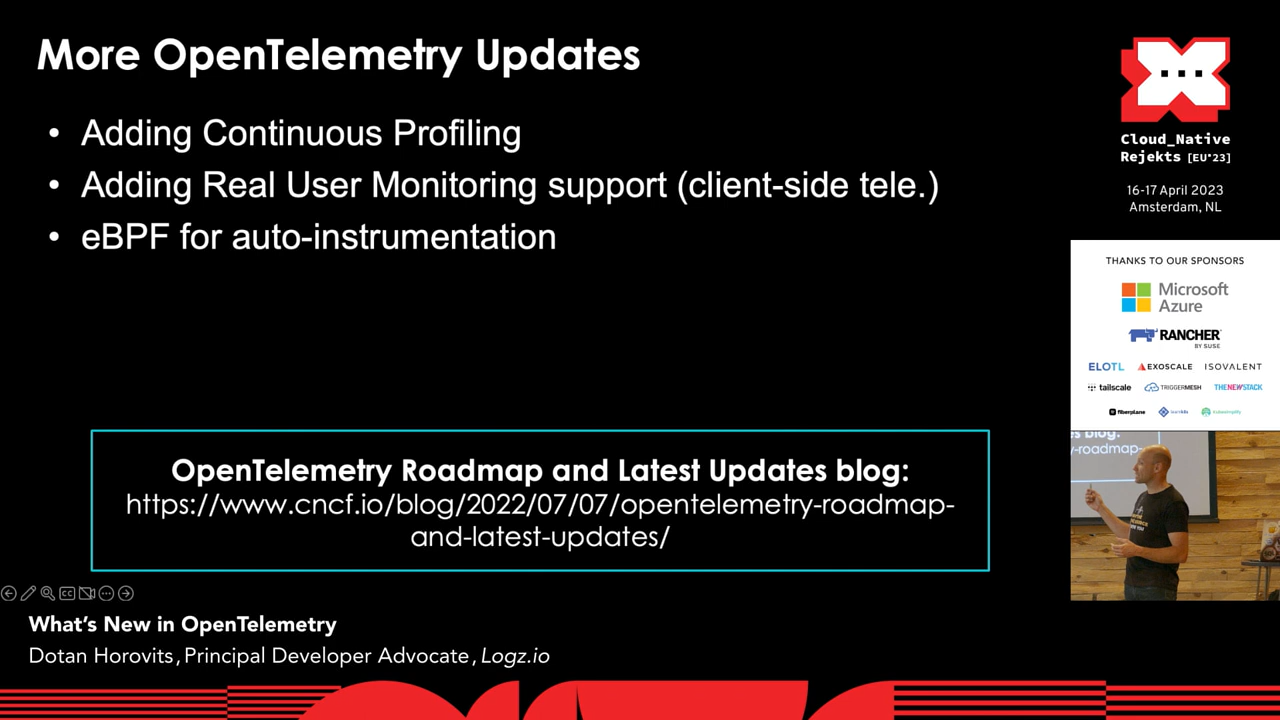 More OpenTelemetry Updates
• Adding Continuous Profiling
• Adding Real User Monitoring support (client-side tele.)
• eBPF for auto-instrumentation
OpenTelemetry Roadmap and Latest Updates blog:
https://www.cncf.io/blog/2022/07/07/opentelemetry-roadmap-
and-latest-updates/
What's New in OpenTelemetry
Dotan Horovits, Principal Developer Advocate, Logz.io
Cloud_Native
Rejekts [EU"23]
16-17 April 2023
Amsterdam, NL
THANKS TO OUR SPONSORS
Microsoft
Azure
RANCHER
BY SUSE
ELOTL EXOSCALE ISOVALENT
tailscale TRIGGERMESH THENEWSTACK
fiberplane
y-roadmap-